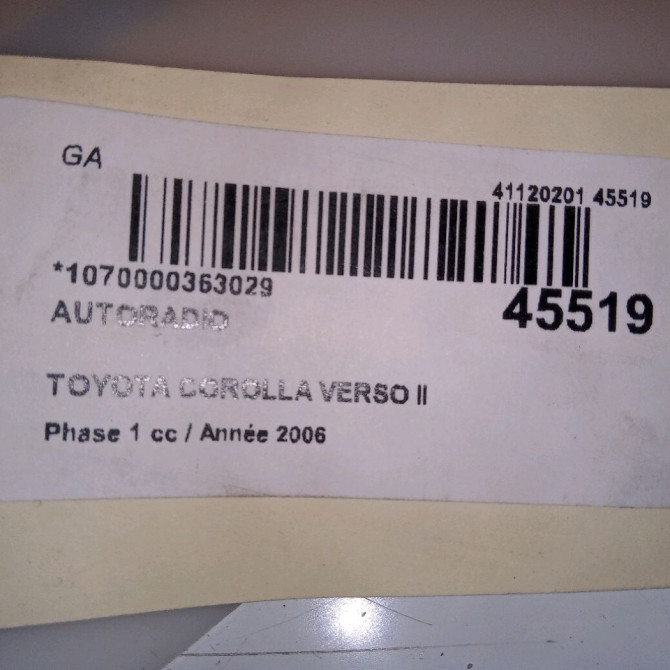 GA
41120201 45519
*1070000363029
45519
AUTORADIO
TOYOTA COROLLA VERSO II
Phase 1 cc / Année 2006